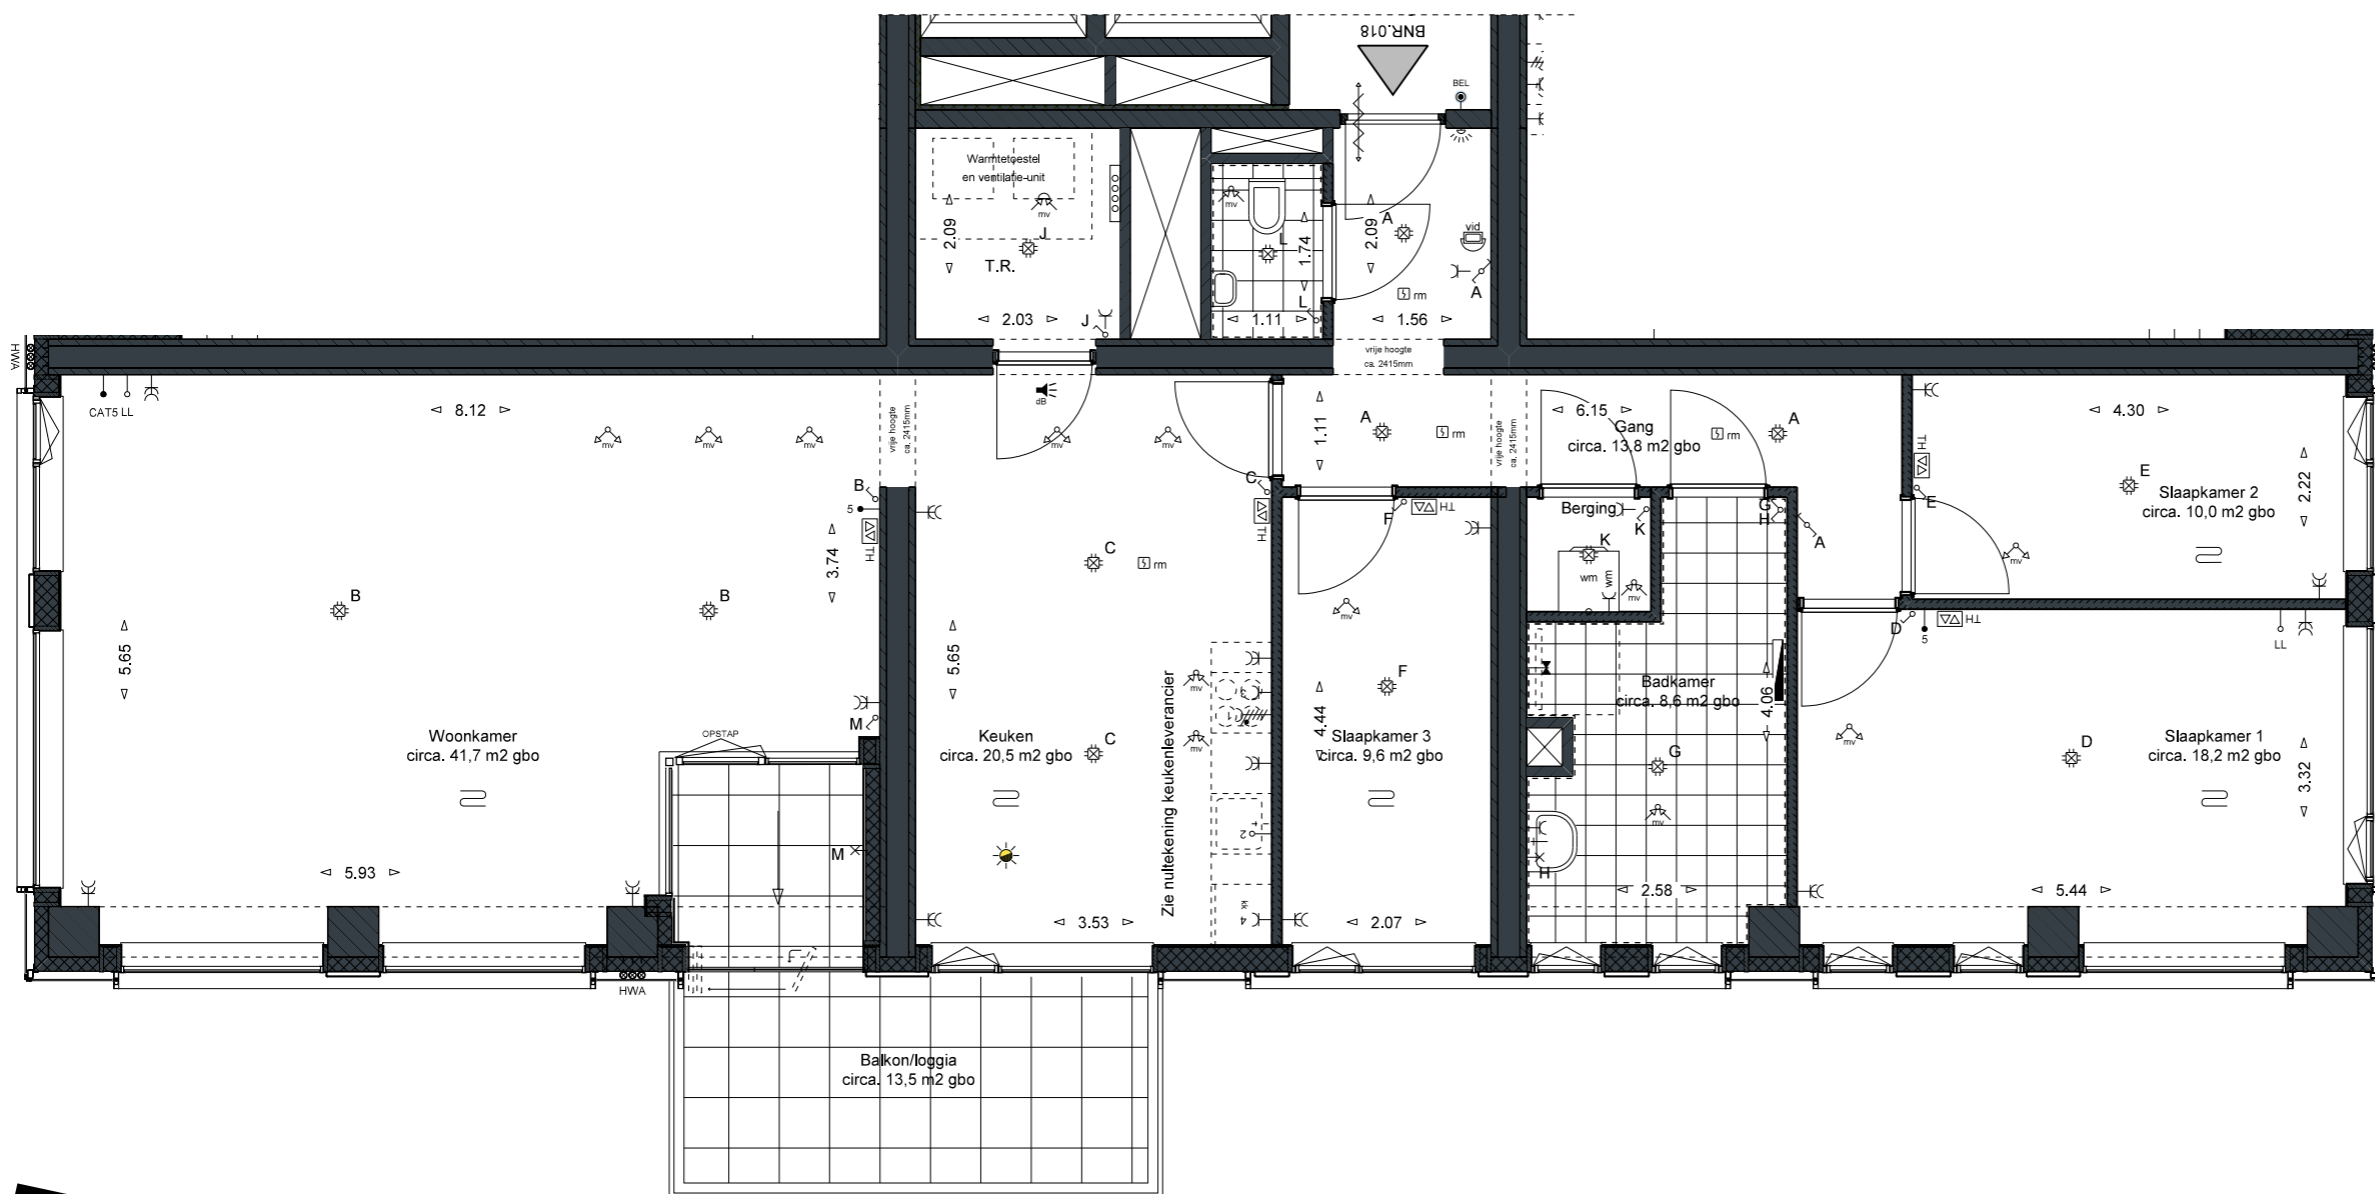 BNR.018
BEL
Warmtetoestel
en ventilatie-unit
mv
mv
2.09
J
T.R.
L
1.74
2.09
A
vid
A
L
rm
2.03
J
1.11
1.56
HWA
vrije hoogte
ca. 2415mm
CAT5 LL
8.12
mv
mv
mv
vrije hoogte
ca. 2415mm
dB
mv
mv
1.11
A
rm
vrije hoogte
ca. 2415mm
6.15
Gang
circa. 13,8 m2 gbo
rm
A
TH
4.30
2.22
E
Slaapkamer 2
circa. 10,0 m2 gbo
E
mv
B
5
TH
3.74
C
TH
F
TH
Berging
K
K
wm
wm
mv
G
H
A
C
rm
B
B
5.65
5.65
mv
F
4.44
D
5
TH
LL
M
OPSTAP
Woonkamer
circa. 41,7 m2 gbo
Keuken
circa. 20,5 m2 gbo
C
Zie nultekening keukenleverancier
mv
mv
Slaapkamer 3
circa. 9,6 m2 gbo
Badkamer
circa. 8,6 m2 gbo
4.06
G
mv
mv
D
Slaapkamer 1
circa. 18,2 m2 gbo
3.32
M
2
H
5.93
3.53
kk
4
2.07
2.58
5.44
HWA
Balkon/loggia
circa. 13,5 m2 gbo